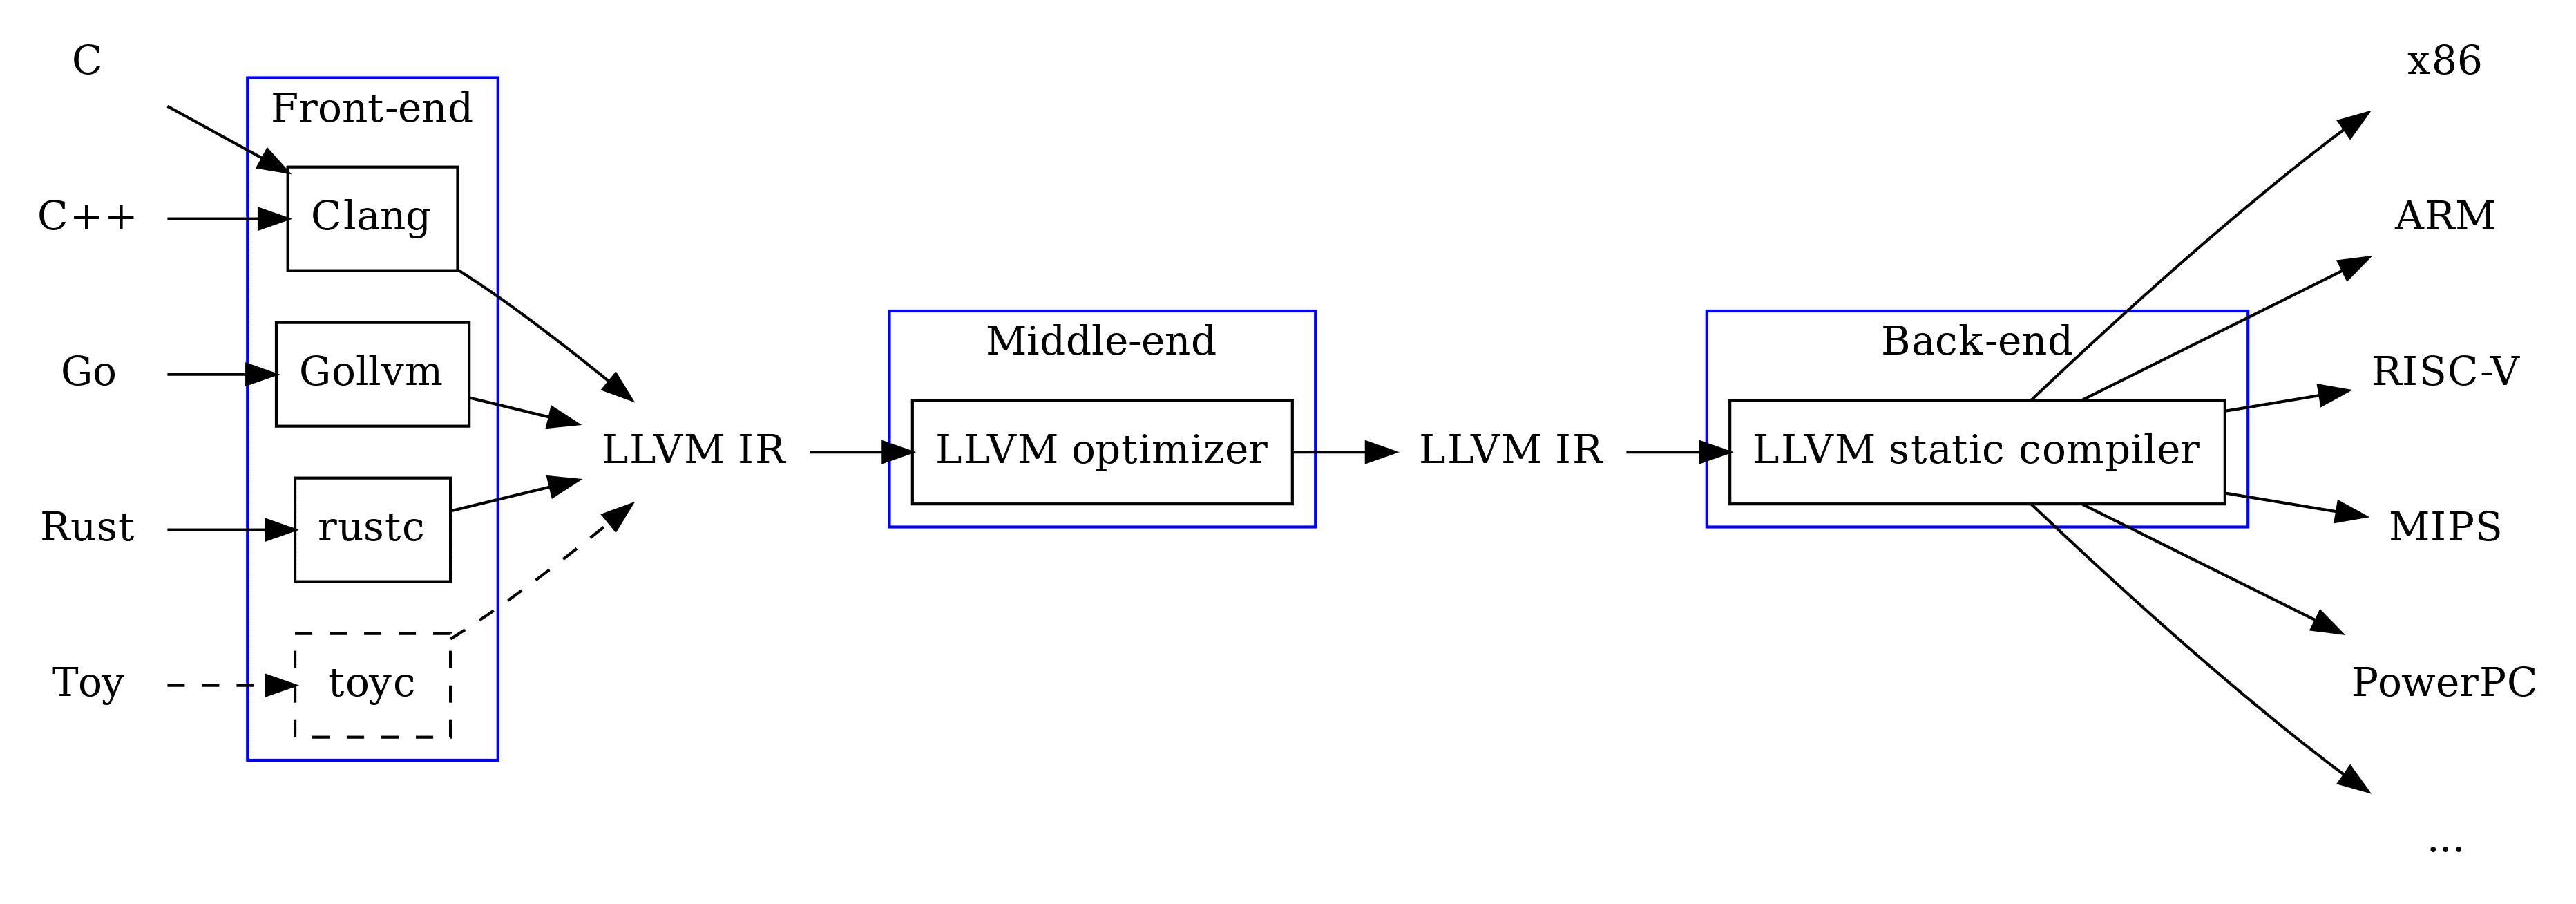 C
C++
Go
Rust
Toy
Front-end
Clang
Gollvm
rustc
toyc
LLVM IR
Middle-end
LLVM optimizer
LLVM IR
Back-end
LLVM static compiler
x86
ARM
RISC-V
MIPS
PowerPC
...